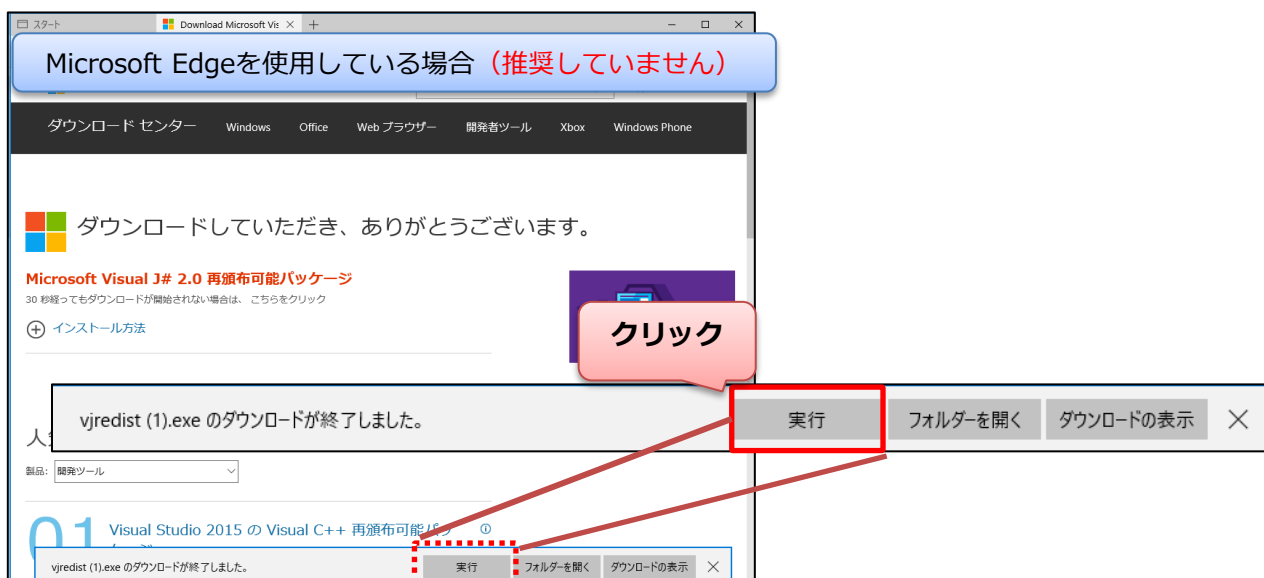 スタート
Download Microsoft Vis
Microsoft Edgeを使用している場合（推奨していません）
ダウンロード センター Windows Office Web ブラウザー 開発者ツール Xbox Windows Phone
ダウンロードしていただき、ありがとうございます。
Microsoft Visual J# 2.0 再頒布可能パッケージ
30 秒経ってもダウンロードが開始されない場合は、 こちらをクリック
インストール方法
クリック
vjredist (1).exe のダウンロードが終了しました。 実行 フォルダーを開く ダウンロードの表示
人
製品: 開発ツール
01
Visual Studio 2015 の Visual C++ 再頒布可能パッ
vjredist (1).exe のダウンロードが終了しました。 実行 フォルダーを開く ダウンロードの表示